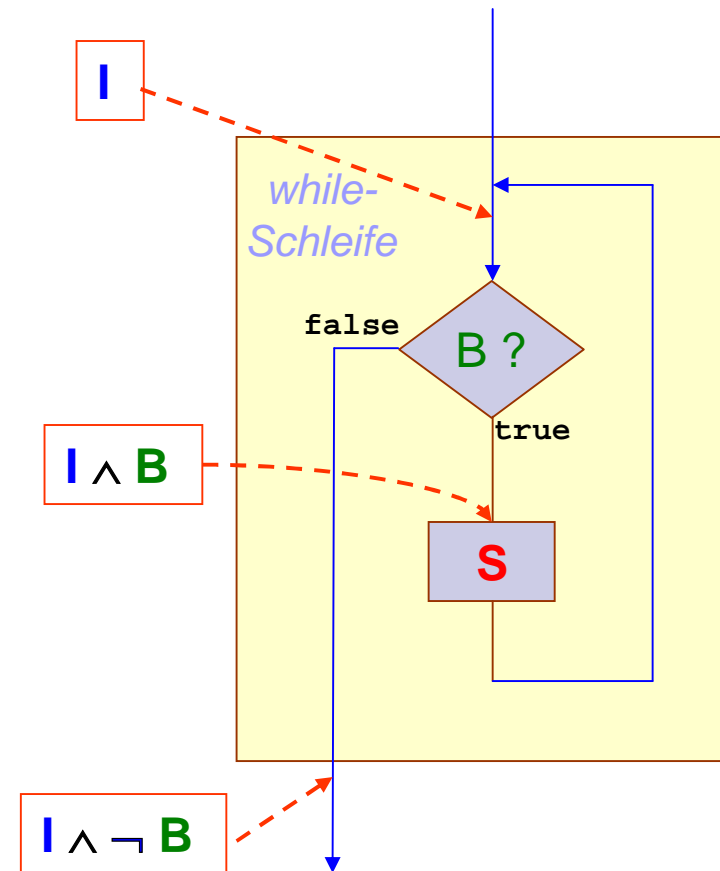 I
while-
Schleife
false
B ?
true
I ∧ B
S
I ∧ ¬ B